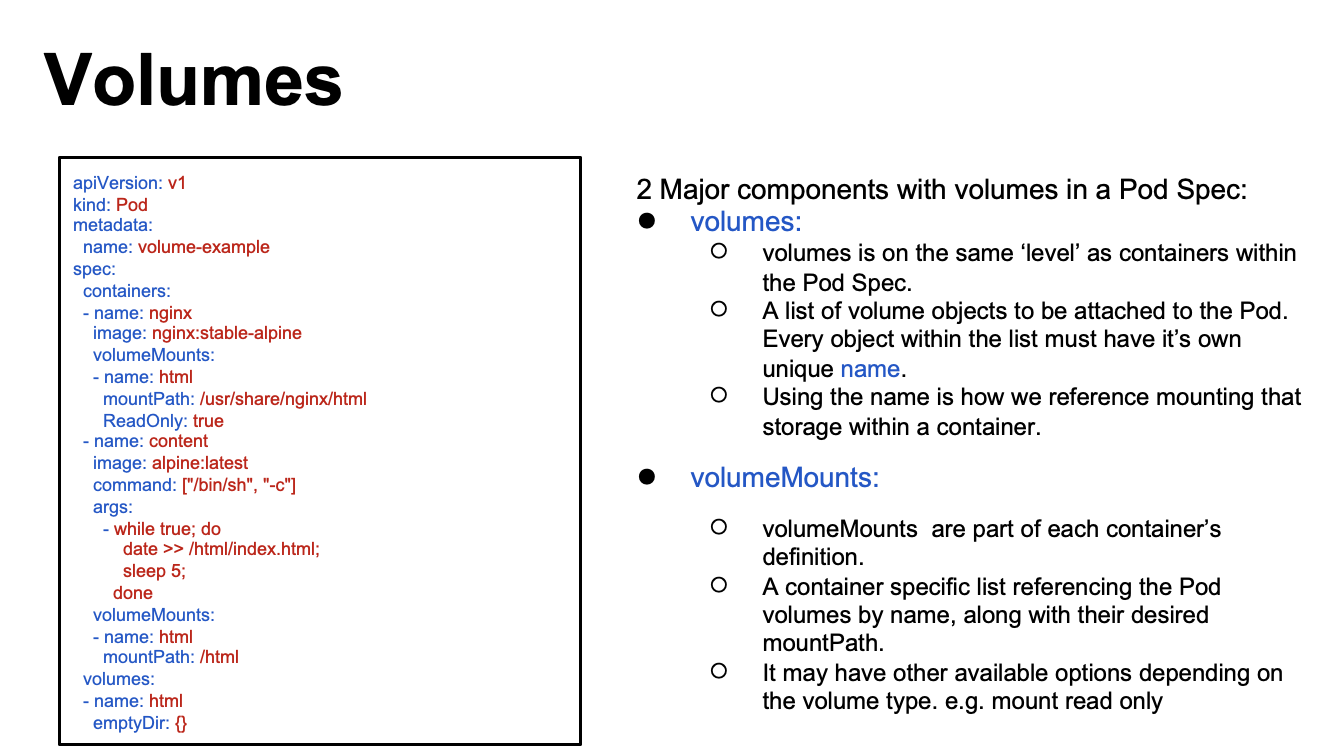 Volumes
apiVersion: v1
kind: Pod
metadata:
  name: volume-example
spec:
  containers:
  - name: nginx
    image: nginx:stable-alpine
    volumeMounts:
    - name: html
      mountPath: /usr/share/nginx/html
      ReadOnly: true
  - name: content
    image: alpine:latest
    command: ["/bin/sh", "-c"]
    args:
      - while true; do
          date >> /html/index.html;
          sleep 5;
        done
    volumeMounts:
    - name: html
      mountPath: /html
  volumes:
  - name: html
    emptyDir: {}
2 Major components with volumes in a Pod Spec:
● volumes:
○ volumes is on the same ‘level’ as containers within
the Pod Spec.
○ A list of volume objects to be attached to the Pod.
Every object within the list must have it’s own
unique name.
○ Using the name is how we reference mounting that
storage within a container.
● volumeMounts:
○ volumeMounts  are part of each container’s
definition.
○ A container specific list referencing the Pod
volumes by name, along with their desired
mountPath.
○ It may have other available options depending on
the volume type. e.g. mount read only